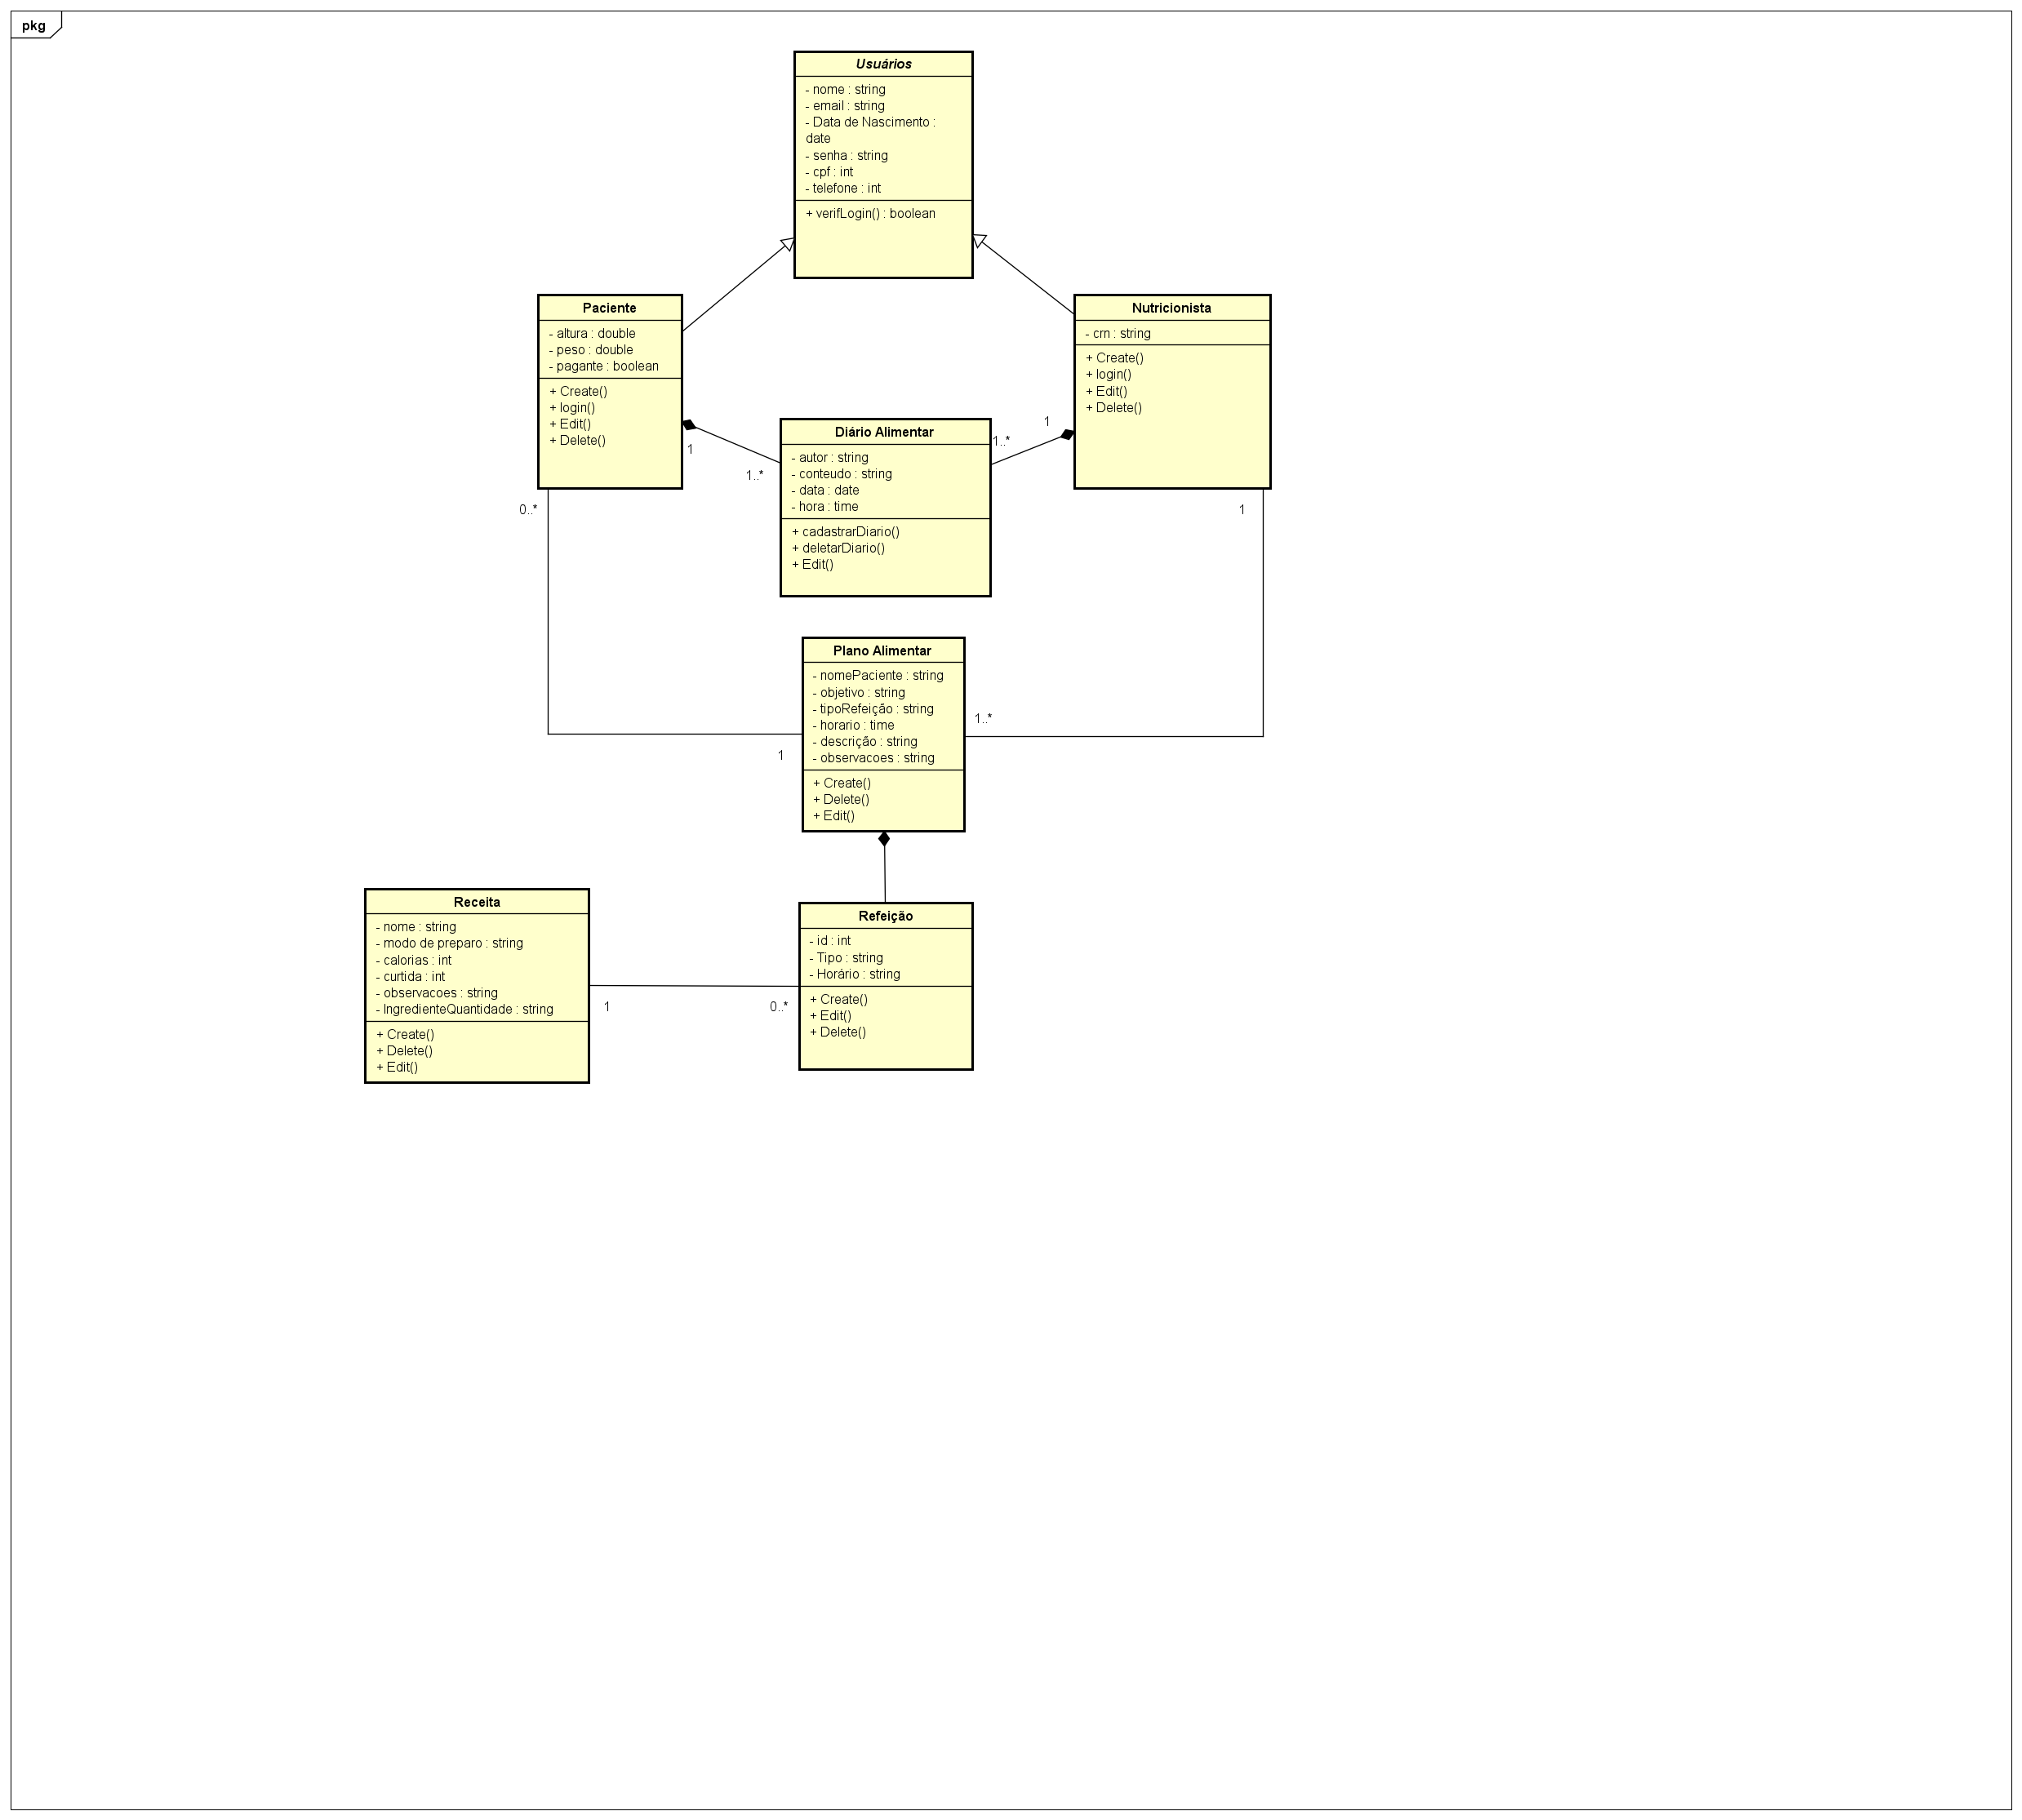 pkg
Usuários
- nome : string
- email : string
- Data de Nascimento :
date
- senha : string
- cpf : int
- telefone : int
+ verifLogin() : boolean
Paciente
- altura : double
- peso : double
- pagante : boolean
+ Create()
+ login()
+ Edit()
+ Delete()
Nutricionista
- crn : string
+ Create()
+ login()
+ Edit()
+ Delete()
1
1..*
1
1..*
Diário Alimentar
- autor : string
- conteudo : string
- data : date
- hora : time
+ cadastrarDiario()
+ deletarDiario()
+ Edit()
0..*
1
Plano Alimentar
- nomePaciente : string
- objetivo : string
- tipoRefeição : string
- horario : time
- descrição : string
- observacoes : string
+ Create()
+ Delete()
+ Edit()
1..*
1
Receita
- nome : string
- modo de preparo : string
- calorias : int
- curtida : int
- observacoes : string
- IngredienteQuantidade : string
+ Create()
+ Delete()
+ Edit()
1
0..*
Refeição
- id : int
- Tipo : string
- Horário : string
+ Create()
+ Edit()
+ Delete()